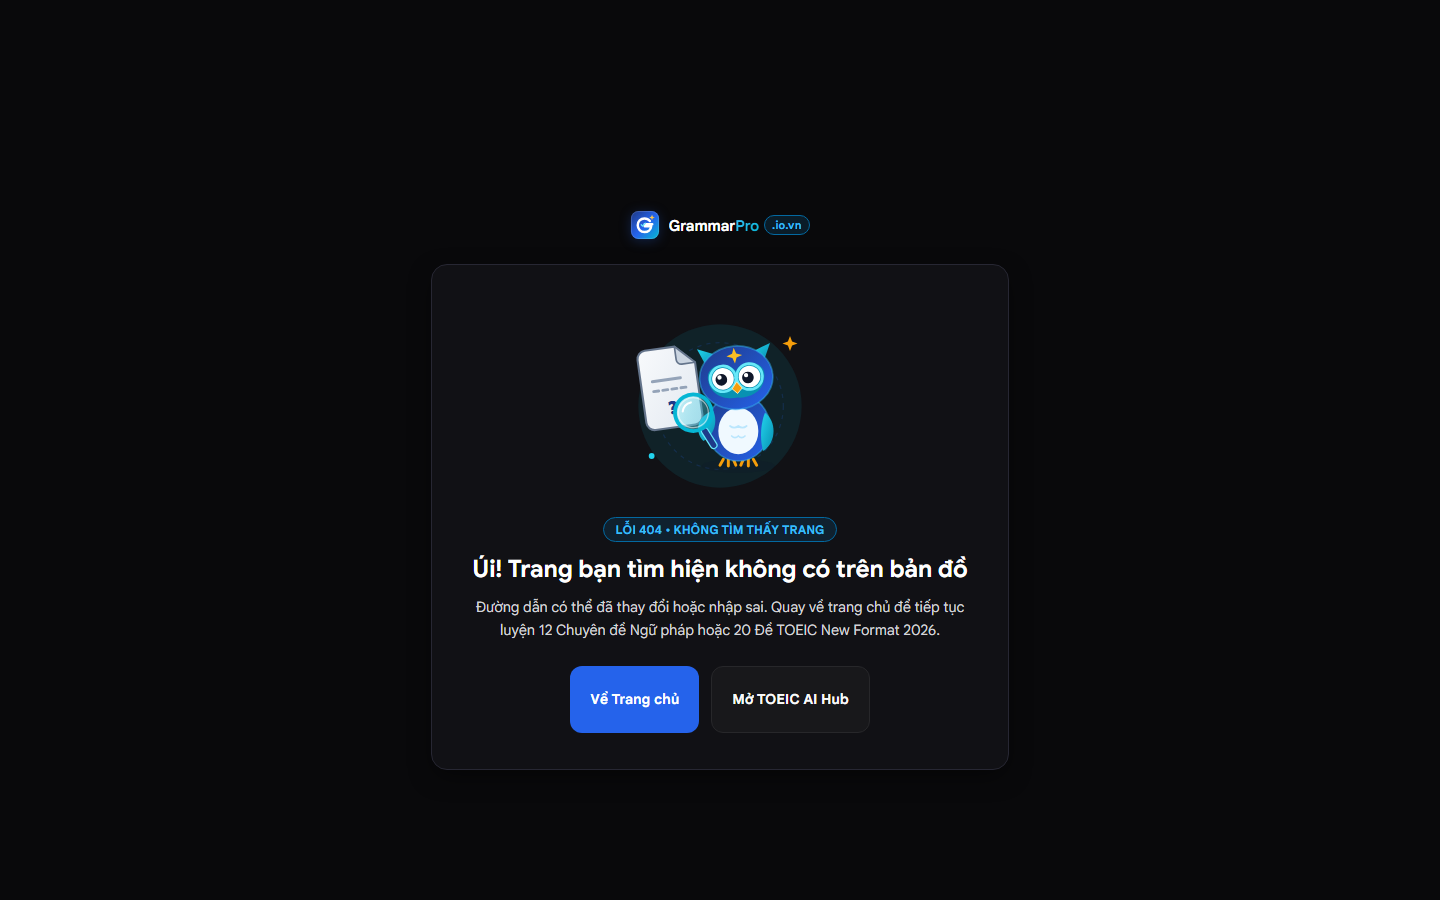 GrammarPro .io.vn
?
LỖI 404 • KHÔNG TÌM THẤY TRANG
Úi! Trang bạn tìm hiện không có trên bản đồ
Đường dẫn có thể đã thay đổi hoặc nhập sai. Quay về trang chủ để tiếp tục
luyện 12 Chuyên đề Ngữ pháp hoặc 20 Đề TOEIC New Format 2026.
Về Trang chủ
Mở TOEIC AI Hub